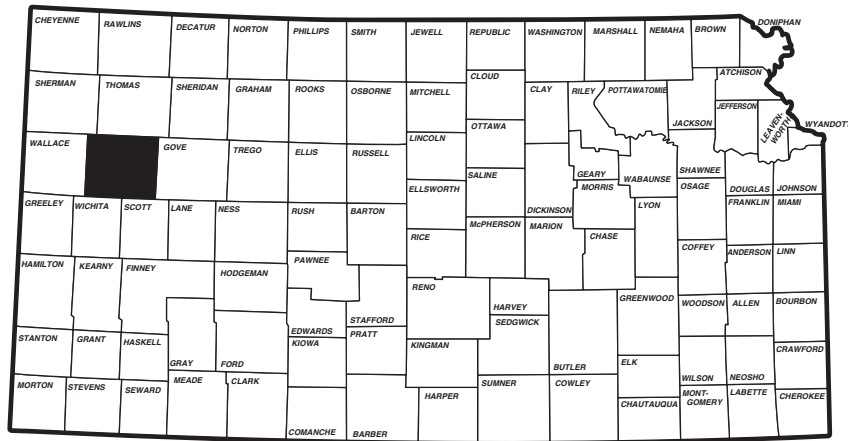 CHEYENNE
RAWLINS
DECATUR
NORTON
PHILLIPS
SMITH
JEWELL
REPUBLIC
WASHINGTON
MARSHALL
NEMAHA
BROWN
DONIPHAN
SHERMAN
THOMAS
SHERIDAN
GRAHAM
ROOKS
OSBORNE
MITCHELL
CLOUD
CLAY
RILEY
POTTAWATOMIE
JACKSON
ATCHISON
JEFFERSON
LEAVEN-
WORTH
WYANDOTT
WALLACE
GOVE
TREGO
ELLIS
RUSSELL
LINCOLN
OTTAWA
SALINE
ELLSWORTH
DICKINSON
GEARY
MORRIS
WABAUNSE
SHAWNEE
OSAGE
DOUGLAS
JOHNSON
GREELEY
WICHITA
SCOTT
LANE
NESS
RUSH
BARTON
RICE
McPHERSON
MARION
CHASE
LYON
COFFEY
FRANKLIN
MIAMI
ANDERSON
LINN
HAMILTON
KEARNY
FINNEY
HODGEMAN
PAWNEE
STAFFORD
RENO
HARVEY
SEDGWICK
GREENWOOD
WOODSON
ALLEN
BOURBON
STANTON
GRANT
HASKELL
GRAY
FORD
EDWARDS
KIOWA
PRATT
KINGMAN
BUTLER
ELK
WILSON
NEOSHO
CRAWFORD
MORTON
STEVENS
SEWARD
MEADE
CLARK
COMANCHE
BARBER
HARPER
SUMNER
COWLEY
CHAUTAUQUA
MONT-
GOMERY
LABETTE
CHEROKEE